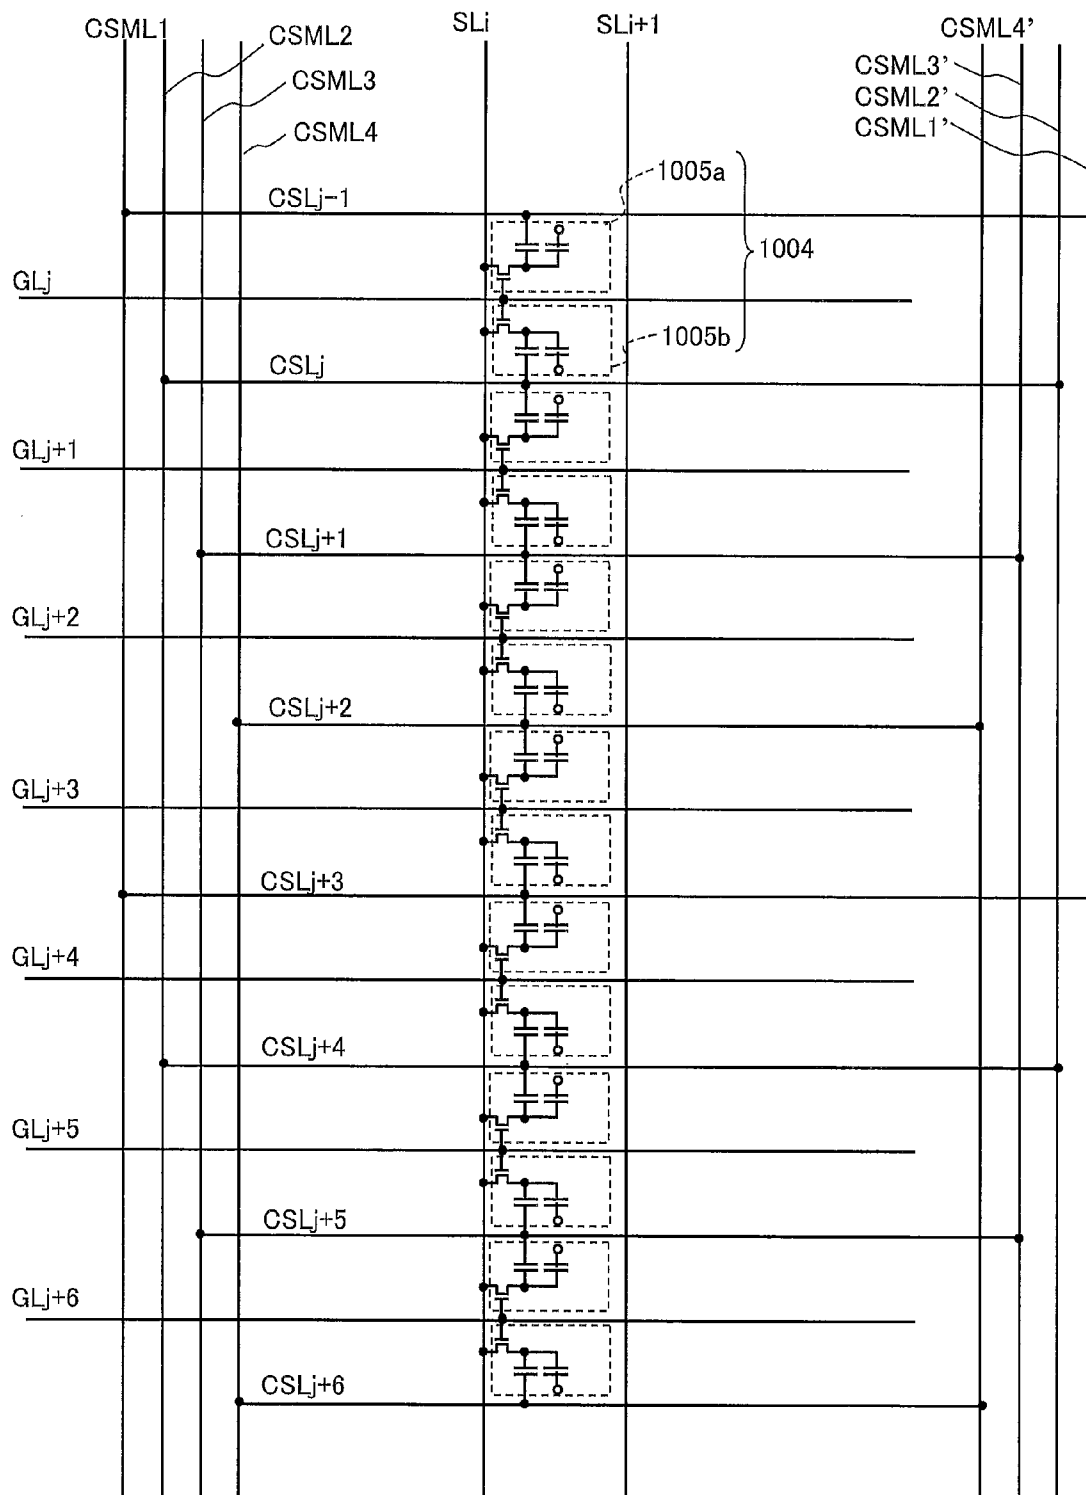 CSML1
SLi
SLi+1
CSML4'
CSML2
CSML3
CSML4
CSML3'
CSML2'
CSML1'
1005a
CSLj-1
1004
GLj
1005b
CSLj
GLj+1
CSLj+1
GLj+2
CSLj+2
GLj+3
CSLj+3
GLj+4
CSLj+4
GLj+5
CSLj+5
GLj+6
CSLj+6